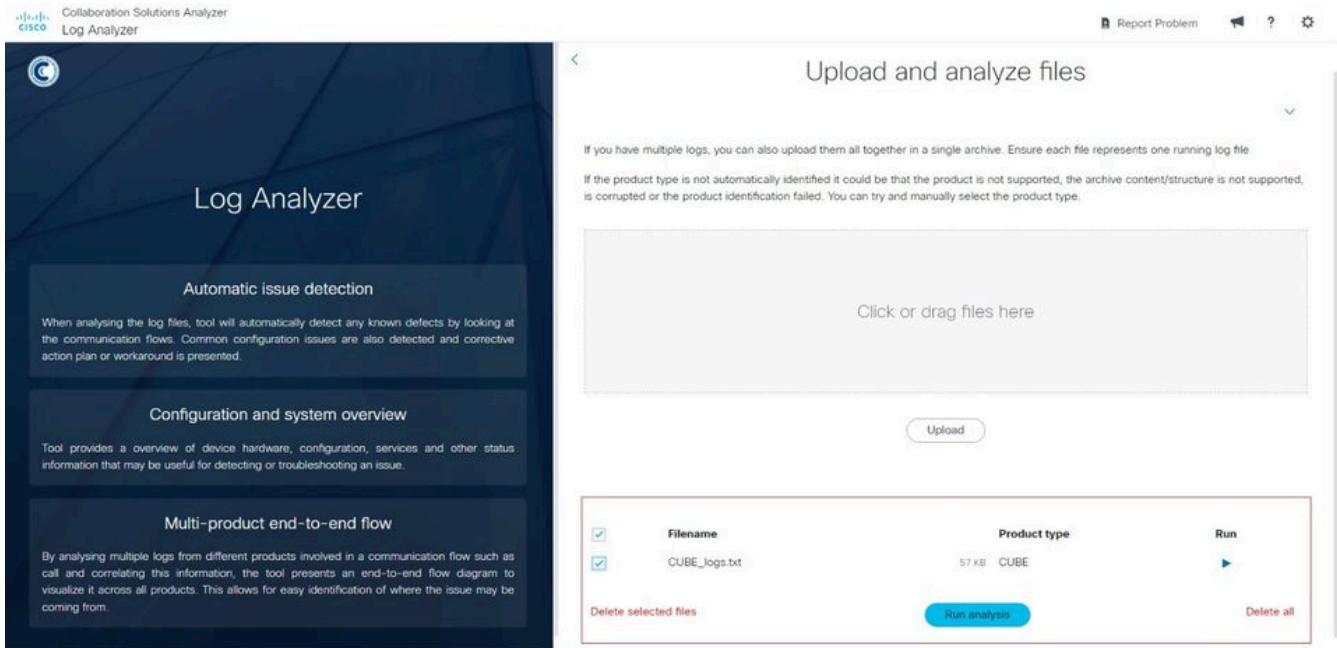 Collaboration Solutions Analyzer
CISCO
Log Analyzer
Report Problem
?
C
Log Analyzer
Automatic issue detection
When analysing the log files, tool will automatically detect any known defects by looking at
the communication flows. Common configuration issues are also detected and corrective
action plan or workaround is presented.
Configuration and system overview
Tool provides a overview of device hardware, configuration, services and other status
information that may be useful for detecting or troubleshooting an issue.
Multi-product end-to-end flow
By analysing multiple logs from different products involved in a communication flow such as
call and correlating this information, the tool presents an end-to-end flow diagram to
visualize it across all products. This allows for easy identification of where the issue may be
coming from.
Upload and analyze files
If you have multiple logs, you can also upload them all together in a single archive. Ensure each file represents one running log file
If the product type is not automatically identified it could be that the product is not supported, the archive content/structure is not supported,
is corrupted or the product identification failed. You can try and manually select the product type.
Click or drag files here
Upload
Filename Product type Run
CUBE_logs.txt 57 KB CUBE
Delete selected files Run analysis Delete all